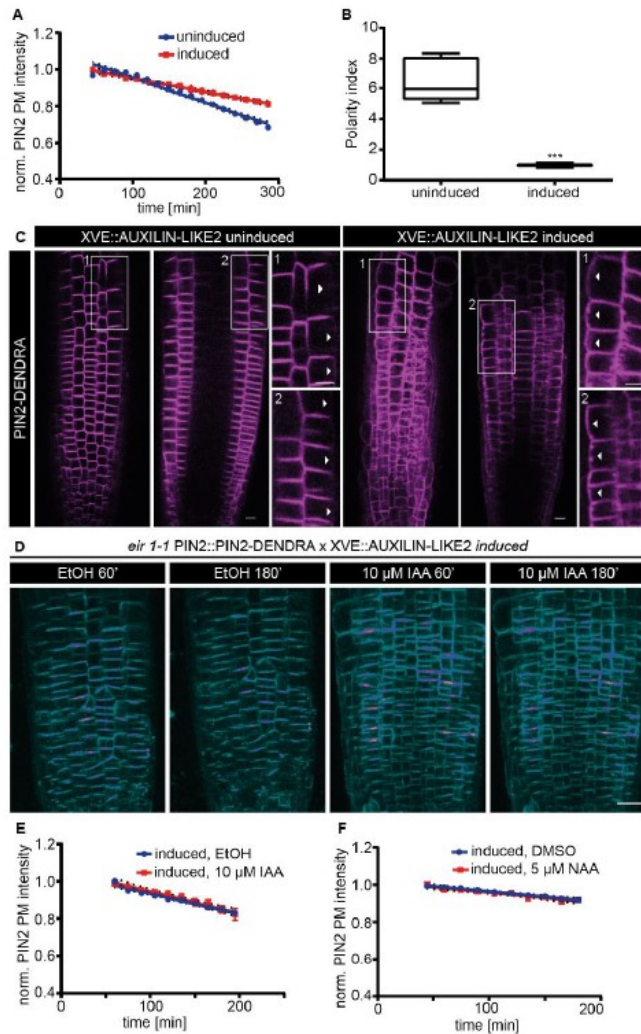 A
uninduced
induced
norm. PIN2 PM intensity
1.2
1.0
0.8
0.6
0.4
0 100 200 300
time [min]
B
Polarity index
10
8
6
4
2
0
***
uninduced induced
C
XVE::AUXILIN-LIKE2 uninduced
XVE::AUXILIN-LIKE2 induced
PIN2-DENDRA
1
2
1
2
1
2
1
2
D
eir 1-1 PIN2::PIN2-DENDRA x XVE::AUXILIN-LIKE2 induced
EtOH 60' EtOH 180' 10 µM IAA 60' 10 µM IAA 180'
E
induced, EtOH
induced, 10 µM IAA
norm. PIN2 PM intensity
1.2
1.0
0.8
0.6
0.4
0 100 200
time [min]
F
induced, DMSO
induced, 5 µM NAA
norm. PIN2 PM intensity
1.2
1.0
0.8
0.6
0.4
0 100 200
time [min]